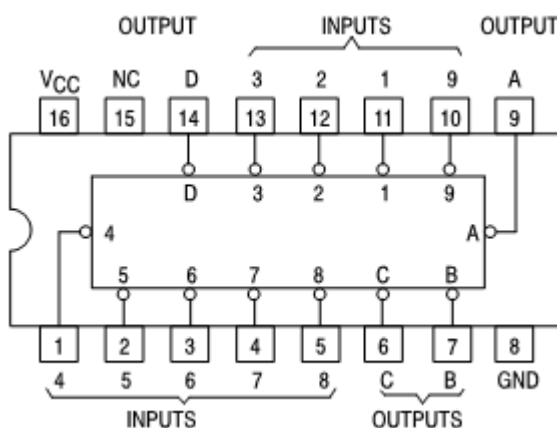 OUTPUT INPUTS OUTPUT
VCC NC D 3 2 1 9 A
16 15 14 13 12 11 10 9
D 3 2 1 9
4 A
5 6 7 8 C B
1 2 3 4 5 6 7 8
4 5 6 7 8 C B GND
INPUTS OUTPUTS